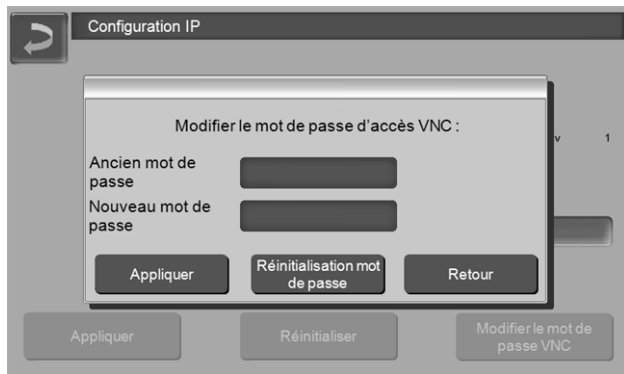 Configuration IP
Modifier le mot de passe d'accès VNC :
v 1
Ancien mot de
passe
Nouveau mot de
passe
Appliquer
Réinitialisation mot
de passe
Retour
Appliquer
Réinitialiser
Modifier le mot de
passe VNC